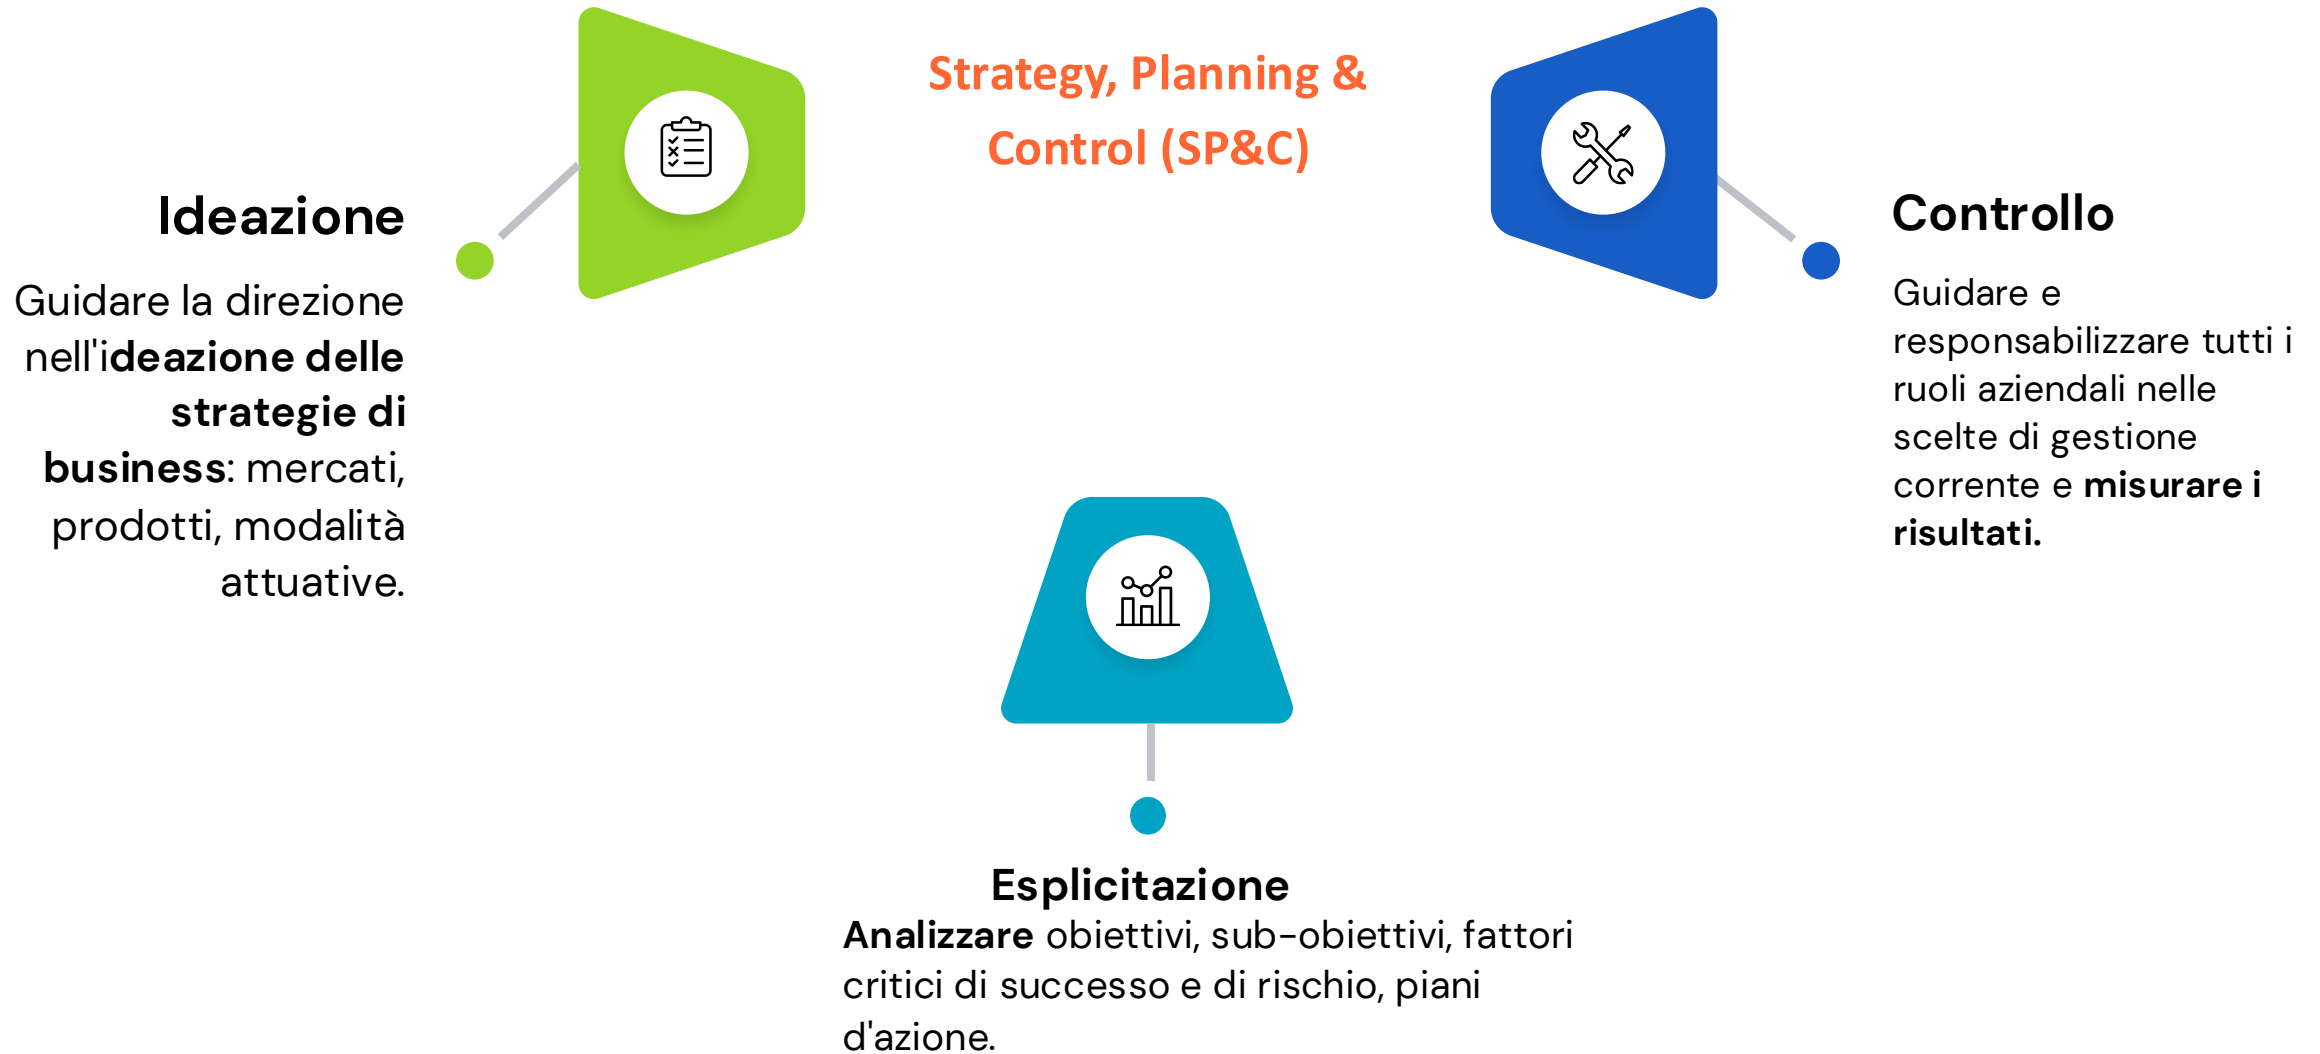 Strategy, Planning &
Control (SP&C)
Ideazione
Guidare la direzione
nell'ideazione delle
strategie di
business: mercati,
prodotti, modalità
attuative.
Controllo
Guidare e
responsabilizzare tutti i
ruoli aziendali nelle
scelte di gestione
corrente e misurare i
risultati.
Esplicitazione
Analizzare obiettivi, sub-obiettivi, fattori
critici di successo e di rischio, piani
d'azione.